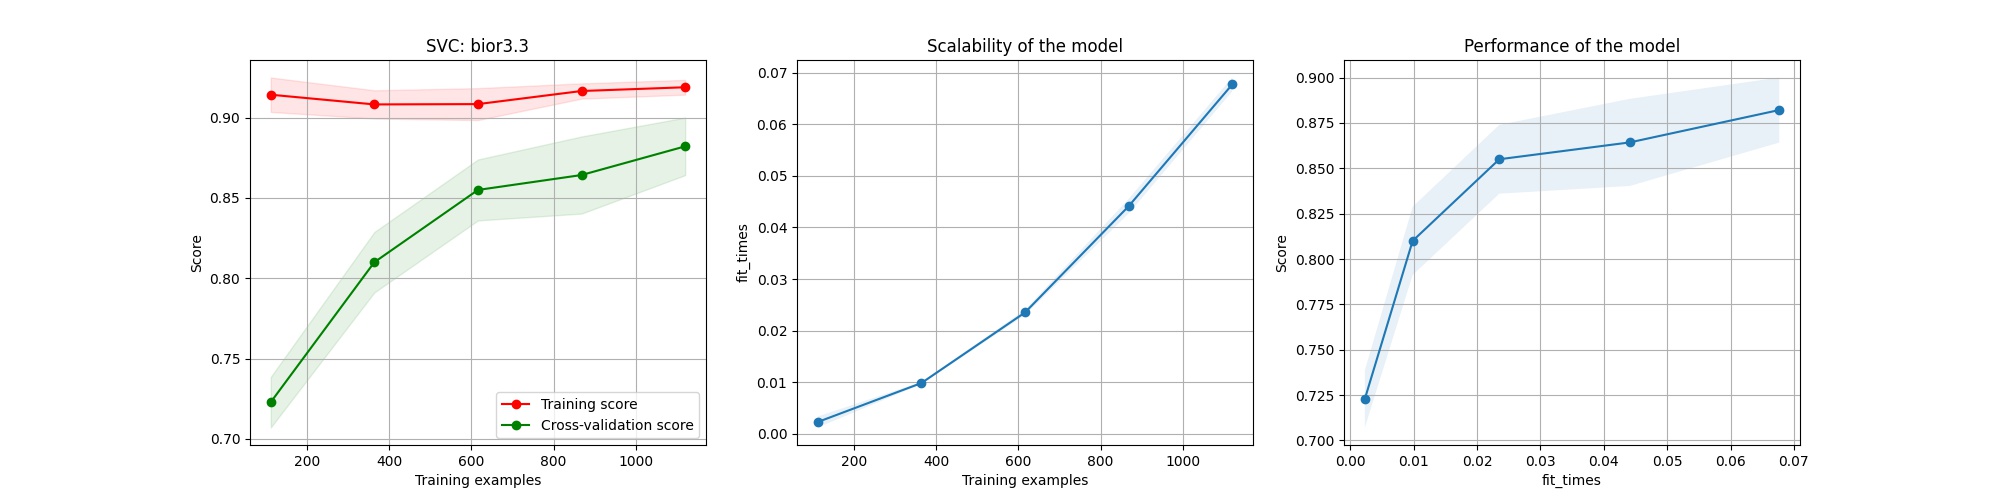 SVC: bior3.3
0.90
0.85
0.80
0.75
0.70
Score
200 400 600 800 1000
Training examples
Training score
Cross-validation score
Scalability of the model
0.07
0.06
0.05
0.04
0.03
0.02
0.01
0.00
fit_times
200 400 600 800 1000
Training examples
Performance of the model
0.900
0.875
0.850
0.825
0.800
0.775
0.750
0.725
0.700
Score
0.00 0.01 0.02 0.03 0.04 0.05 0.06 0.07
fit_times